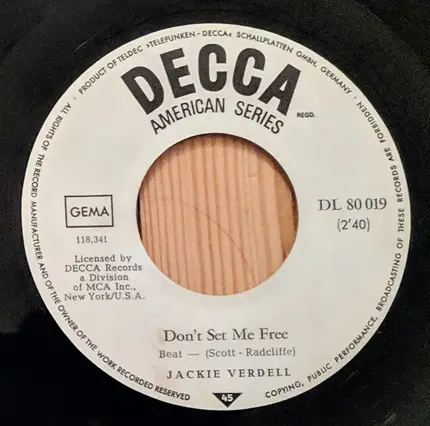 ALL RIGHTS OF THE RECORD MANUFACTURER AND OF THE OWNER OF THE WORK RECORDED RESERVED · PRODUCT OF TELDEC »TELEFUNKEN - DECCA« SCHALLPLATTEN GMBH, GERMANY · COPYING, PUBLIC PERFORMANCE, BROADCASTING OF THESE RECORDS ARE FORBIDDEN
DECCA
REGD.
AMERICAN SERIES
GEMA
118,341
DL 80 019
(2'40)
Licensed by
DECCA Records
a Division
of MCA Inc.,
New York/U.S.A.
Don't Set Me Free
Beat — (Scott - Radcliffe)
JACKIE VERDELL
45